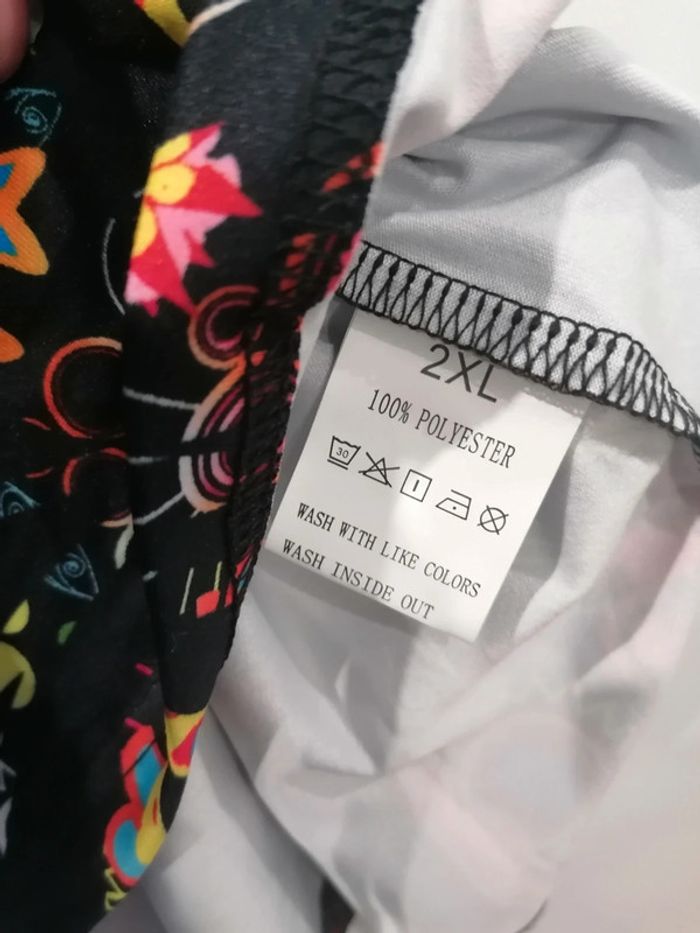 2XL
100% POLYESTER
30
WASH WITH LIKE COLORS
WASH INSIDE OUT